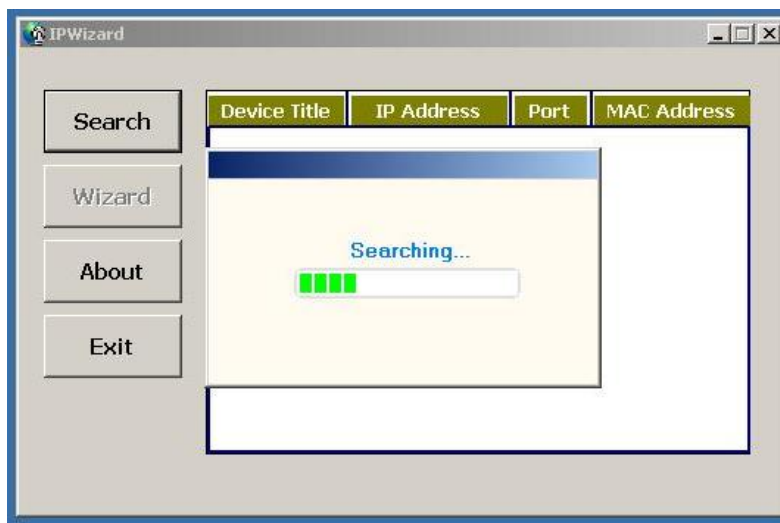 IPWizard
Search
Wizard
About
Exit
Device Title IP Address Port MAC Address
Searching...